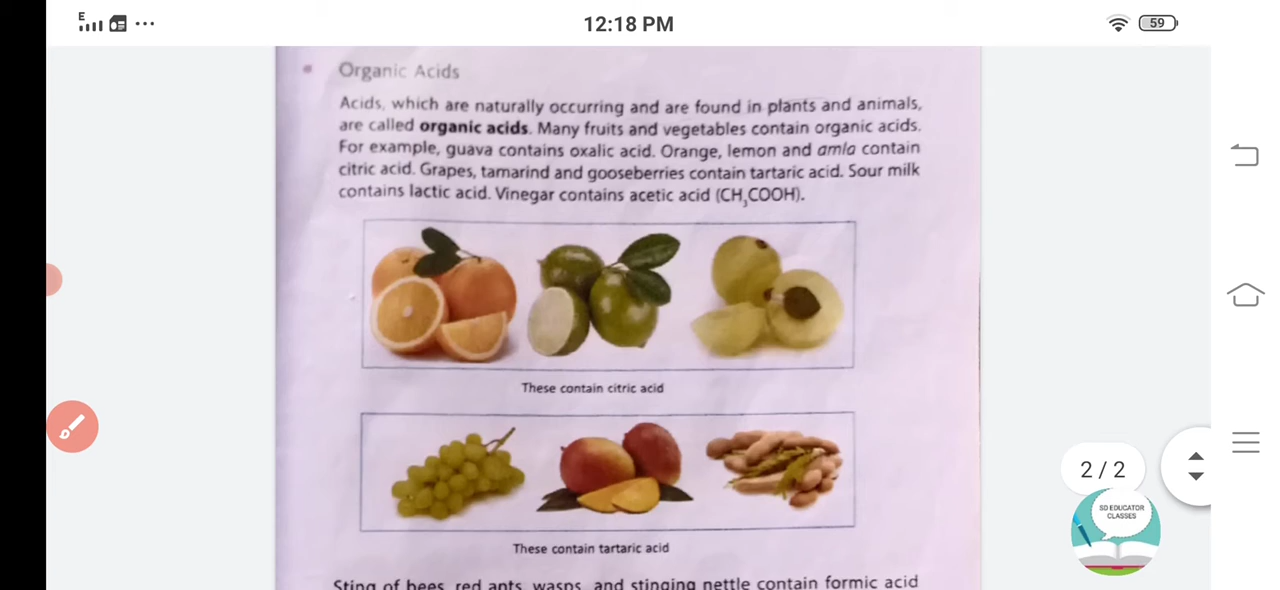 E
12:18 PM
59
Organic Acids
Acids, which are naturally occurring and are found in plants and animals,
are called organic acids. Many fruits and vegetables contain organic acids.
For example, guava contains oxalic acid. Orange, lemon and amla contain
citric acid. Grapes, tamarind and gooseberries contain tartaric acid. Sour milk
contains lactic acid. Vinegar contains acetic acid (CH₃COOH).
These contain citric acid
These contain tartaric acid
Sting of bees, red ants, wasps, and stinging nettle contain formic acid
2 / 2
SD EDUCATOR
CLASSES